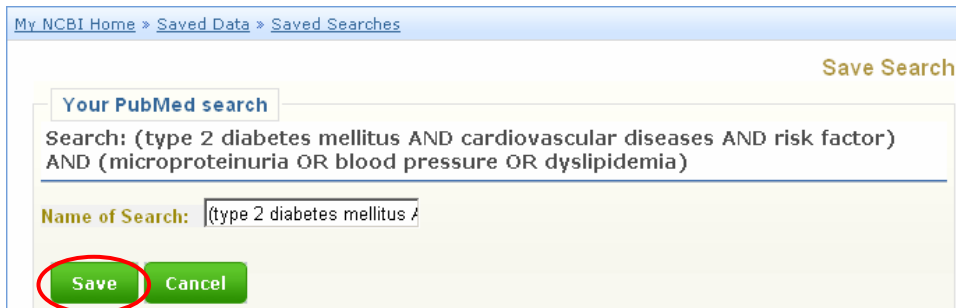 My NCBI Home » Saved Data » Saved Searches
Save Search
Your PubMed search
Search: (type 2 diabetes mellitus AND cardiovascular diseases AND risk factor)
AND (microproteinuria OR blood pressure OR dyslipidemia)
Name of Search: (type 2 diabetes mellitus A
Save Cancel